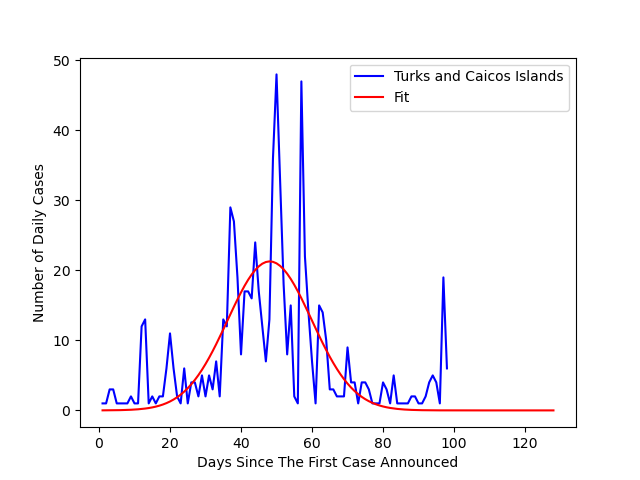 Turks and Caicos Islands
Fit
Number of Daily Cases
50
40
30
20
10
0
0 20 40 60 80 100 120
Days Since The First Case Announced